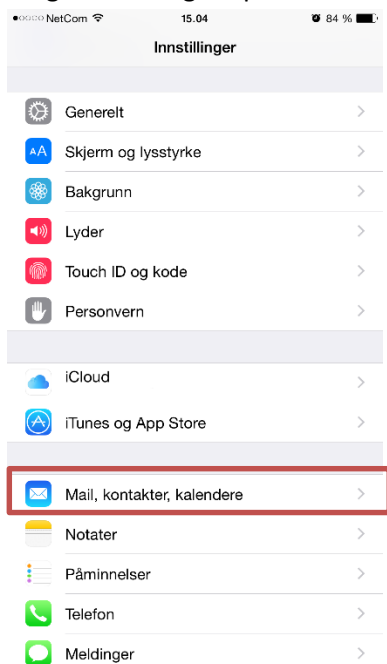 NetCom 15.04 84 %
Innstillinger
Generelt
AA Skjerm og lysstyrke
Bakgrunn
Lyder
Touch ID og kode
Personvern
iCloud
iTunes og App Store
Mail, kontakter, kalendere
Notater
Påminnelser
Telefon
Meldinger